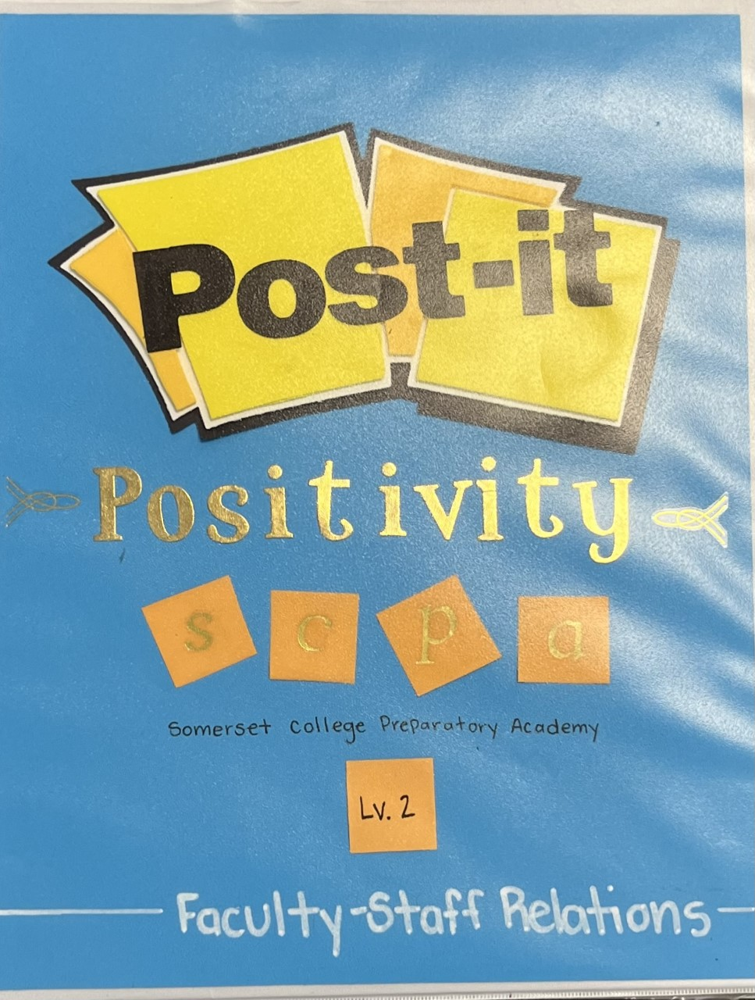 Post-it
Positivity
s c p a
Somerset College Preparatory Academy
Lv. 2
Faculty-Staff Relations